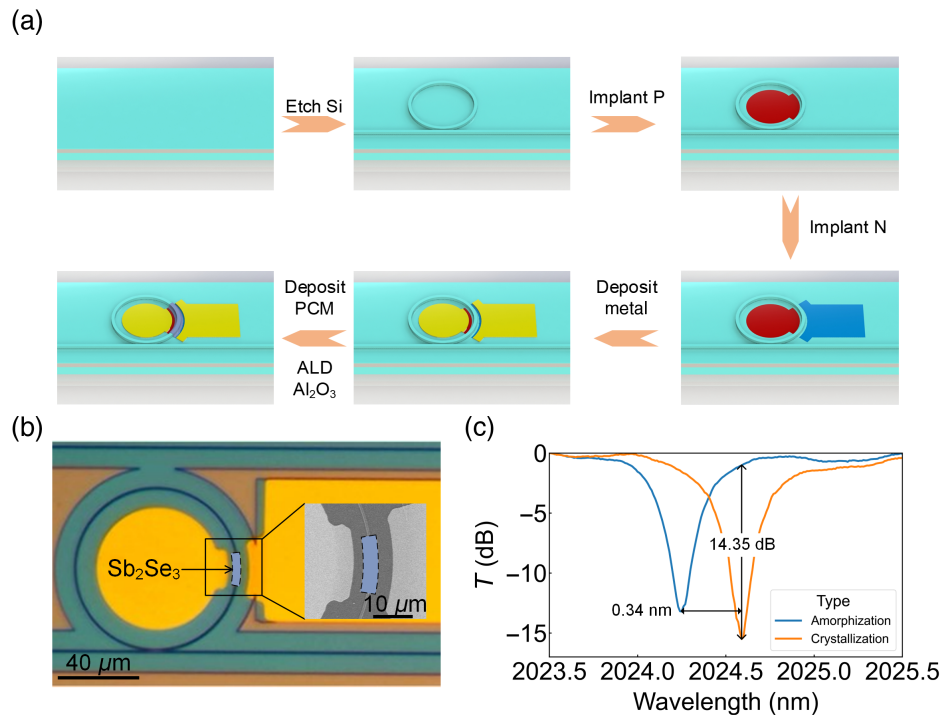 (a)
Etch Si
Implant P
Implant N
Deposit
metal
Deposit
PCM
ALD
Al₂O₃
(b)
Sb₂Se₃
40 µm
10 µm
(c)
T (dB)
0
−5
−10
−15
14.35 dB
0.34 nm
Type
Amorphization
Crystallization
2023.5 2024.0 2024.5 2025.0 2025.5
Wavelength (nm)